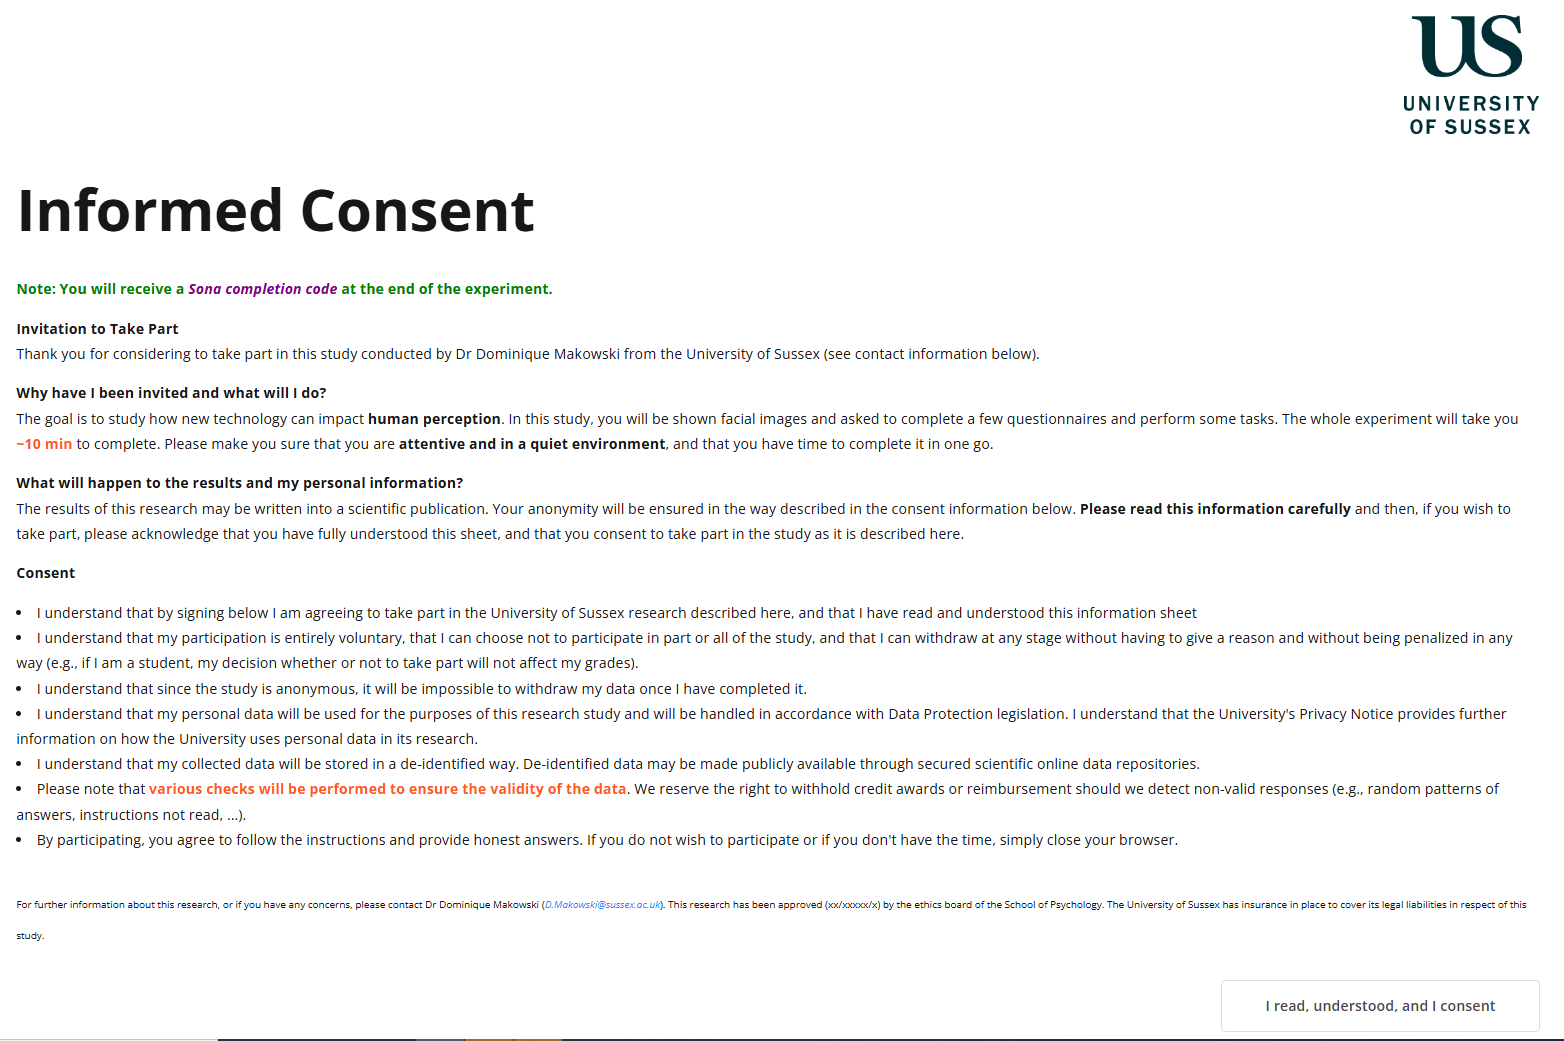 US
UNIVERSITY
OF SUSSEX
Informed Consent
Note: You will receive a Sona completion code at the end of the experiment.
Invitation to Take Part
Thank you for considering to take part in this study conducted by Dr Dominique Makowski from the University of Sussex (see contact information below).
Why have I been invited and what will I do?
The goal is to study how new technology can impact human perception. In this study, you will be shown facial images and asked to complete a few questionnaires and perform some tasks. The whole experiment will take you
~10 min to complete. Please make you sure that you are attentive and in a quiet environment, and that you have time to complete it in one go.
What will happen to the results and my personal information?
The results of this research may be written into a scientific publication. Your anonymity will be ensured in the way described in the consent information below. Please read this information carefully and then, if you wish to
take part, please acknowledge that you have fully understood this sheet, and that you consent to take part in the study as it is described here.
Consent
• I understand that by signing below I am agreeing to take part in the University of Sussex research described here, and that I have read and understood this information sheet
• I understand that my participation is entirely voluntary, that I can choose not to participate in part or all of the study, and that I can withdraw at any stage without having to give a reason and without being penalized in any
way (e.g., if I am a student, my decision whether or not to take part will not affect my grades).
• I understand that since the study is anonymous, it will be impossible to withdraw my data once I have completed it.
• I understand that my personal data will be used for the purposes of this research study and will be handled in accordance with Data Protection legislation. I understand that the University's Privacy Notice provides further
information on how the University uses personal data in its research.
• I understand that my collected data will be stored in a de-identified way. De-identified data may be made publicly available through secured scientific online data repositories.
• Please note that various checks will be performed to ensure the validity of the data. We reserve the right to withhold credit awards or reimbursement should we detect non-valid responses (e.g., random patterns of
answers, instructions not read, ...).
• By participating, you agree to follow the instructions and provide honest answers. If you do not wish to participate or if you don't have the time, simply close your browser.
For further information about this research, or if you have any concerns, please contact Dr Dominique Makowski (D.Makowski@sussex.ac.uk). This research has been approved (xx/xxxxx/x) by the ethics board of the School of Psychology. The University of Sussex has insurance in place to cover its legal liabilities in respect of this
study.
I read, understood, and I consent